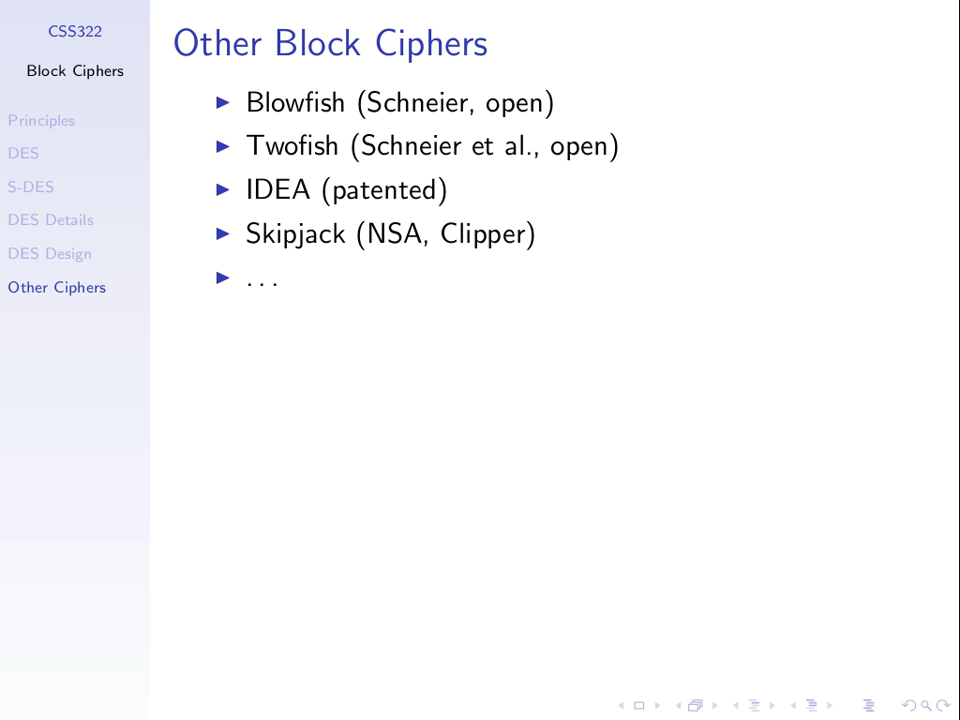 CSS322
Block Ciphers
Principles
DES
S-DES
DES Details
DES Design
Other Ciphers
Other Block Ciphers
▶ Blowfish (Schneier, open)
▶ Twofish (Schneier et al., open)
▶ IDEA (patented)
▶ Skipjack (NSA, Clipper)
▶ . . .